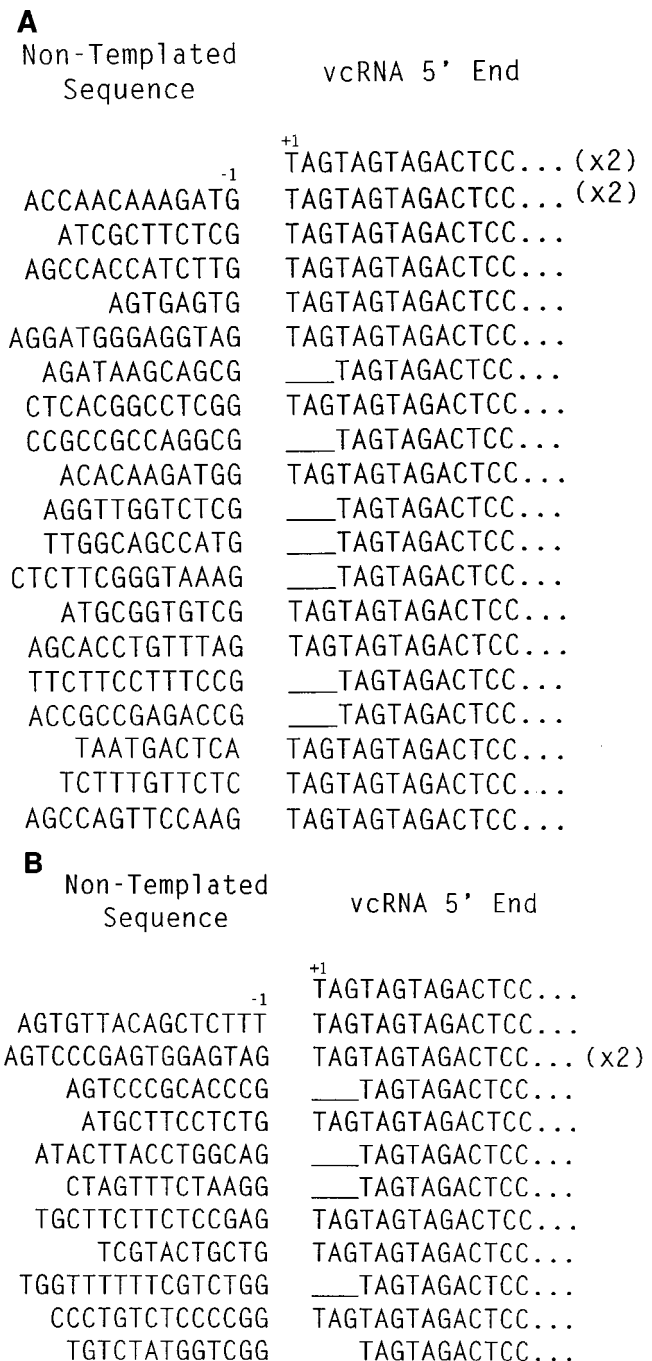 A
Non-Templated vcRNA 5' End
Sequence
+1
TAGTAGTAGACTCC... (x2)
-1
ACCAACAAAGATG TAGTAGTAGACTCC... (x2)
ATCGCTTCTCG TAGTAGTAGACTCC...
AGCCACCATCTTG TAGTAGTAGACTCC...
AGTGAGTG TAGTAGTAGACTCC...
AGGATGGGAGGTAG TAGTAGTAGACTCC...
AGATAAGCAGCG ___TAGTAGACTCC...
CTCACGGCCTCGG TAGTAGTAGACTCC...
CCGCCGCCAGGCG ___TAGTAGACTCC...
ACACAAGATGG TAGTAGTAGACTCC...
AGGTTGGTCTCG ___TAGTAGACTCC...
TTGGCAGCCATG ___TAGTAGACTCC...
CTCTTCGGGTAAAG ___TAGTAGACTCC...
ATGCGGTGTCG TAGTAGTAGACTCC...
AGCACCTGTTTAG TAGTAGTAGACTCC...
TTCTTCCTTTCCG ___TAGTAGACTCC...
ACCGCCGAGACCG ___TAGTAGACTCC...
TAATGACTCA TAGTAGTAGACTCC...
TCTTTGTTCTC TAGTAGTAGACTCC...
AGCCAGTTCCAAG TAGTAGTAGACTCC...
B
Non-Templated vcRNA 5' End
Sequence
+1
TAGTAGTAGACTCC...
-1
AGTGTTACAGCTCTTT TAGTAGTAGACTCC...
AGTCCCGAGTGGAGTAG TAGTAGTAGACTCC... (x2)
AGTCCCGCACCCG ___TAGTAGACTCC...
ATGCTTCCTCTG TAGTAGTAGACTCC...
ATACTTACCTGGCAG ___TAGTAGACTCC...
CTAGTTTCTAAGG ___TAGTAGACTCC...
TGCTTCTTCTCCGAG TAGTAGTAGACTCC...
TCGTACTGCTG TAGTAGTAGACTCC...
TGGTTTTTTCGTCTGG ___TAGTAGACTCC...
CCCTGTCTCCCCGG TAGTAGTAGACTCC...
TGTCTATGGTCGG TAGTAGACTCC...